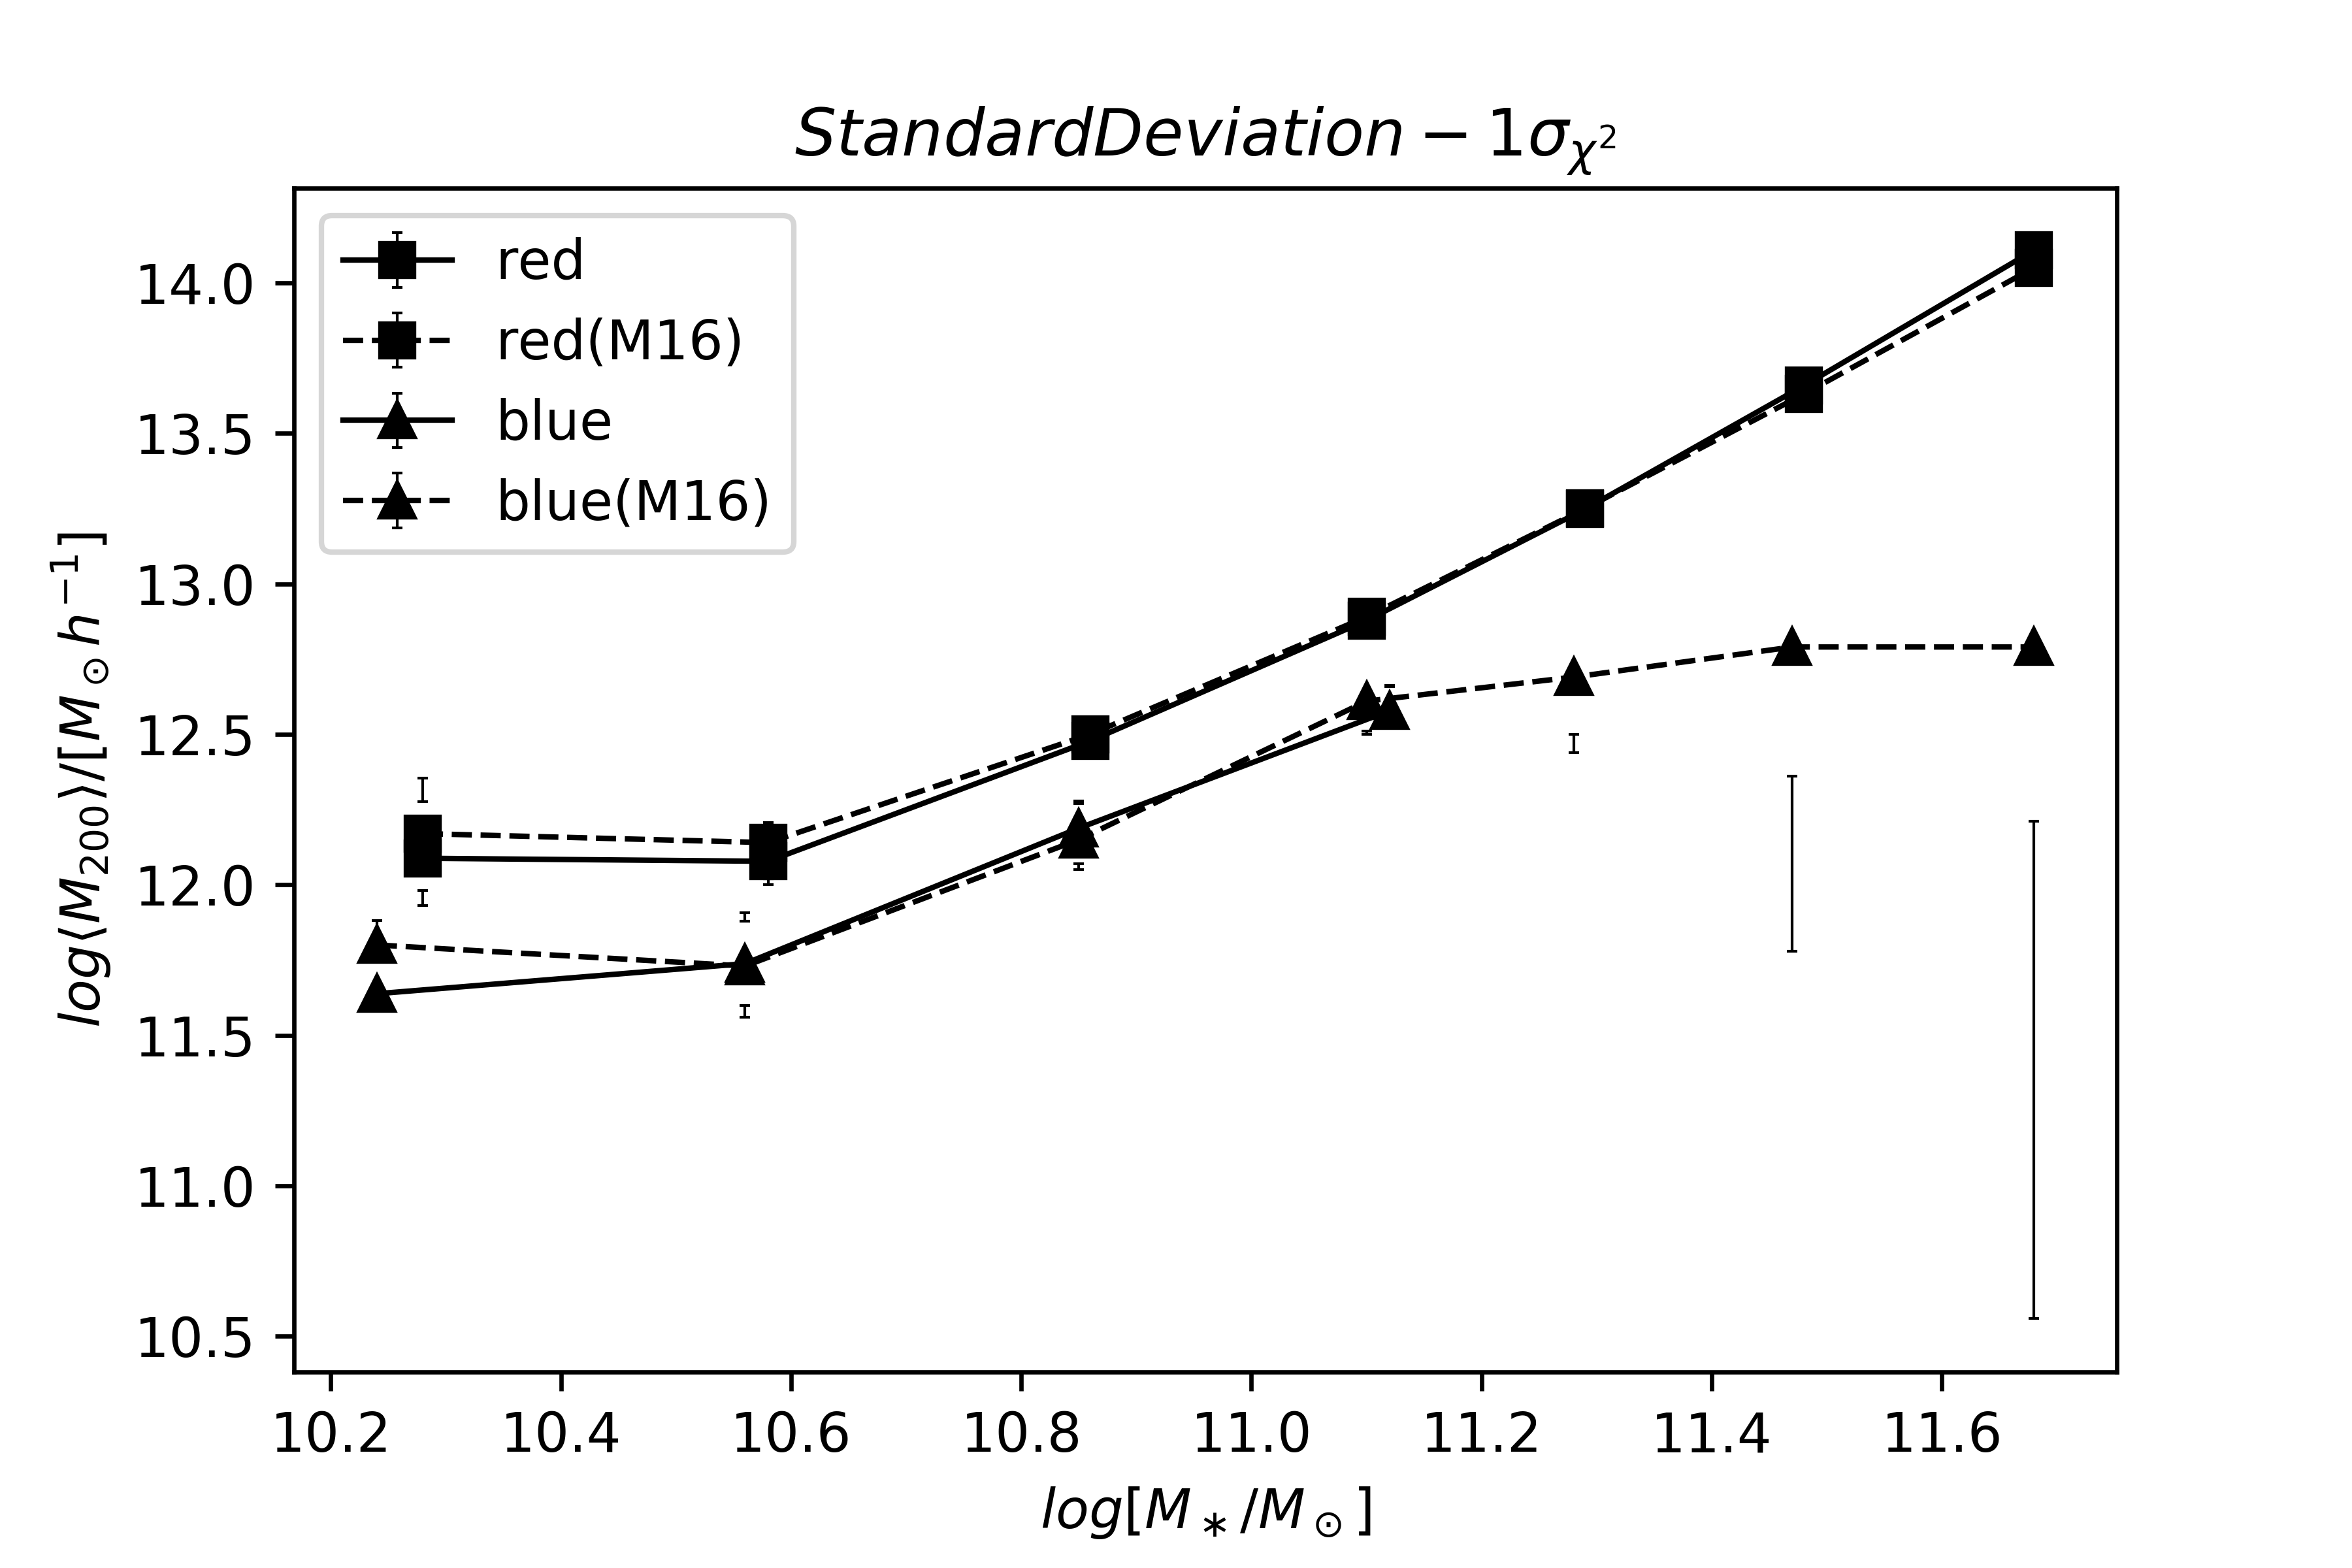 StandardDeviation − 1σ_χ²
red
red(M16)
blue
blue(M16)
log⟨M₂₀₀⟩/[M⊙h⁻¹]
14.0
13.5
13.0
12.5
12.0
11.5
11.0
10.5
10.2 10.4 10.6 10.8 11.0 11.2 11.4 11.6
log[M∗/M⊙]